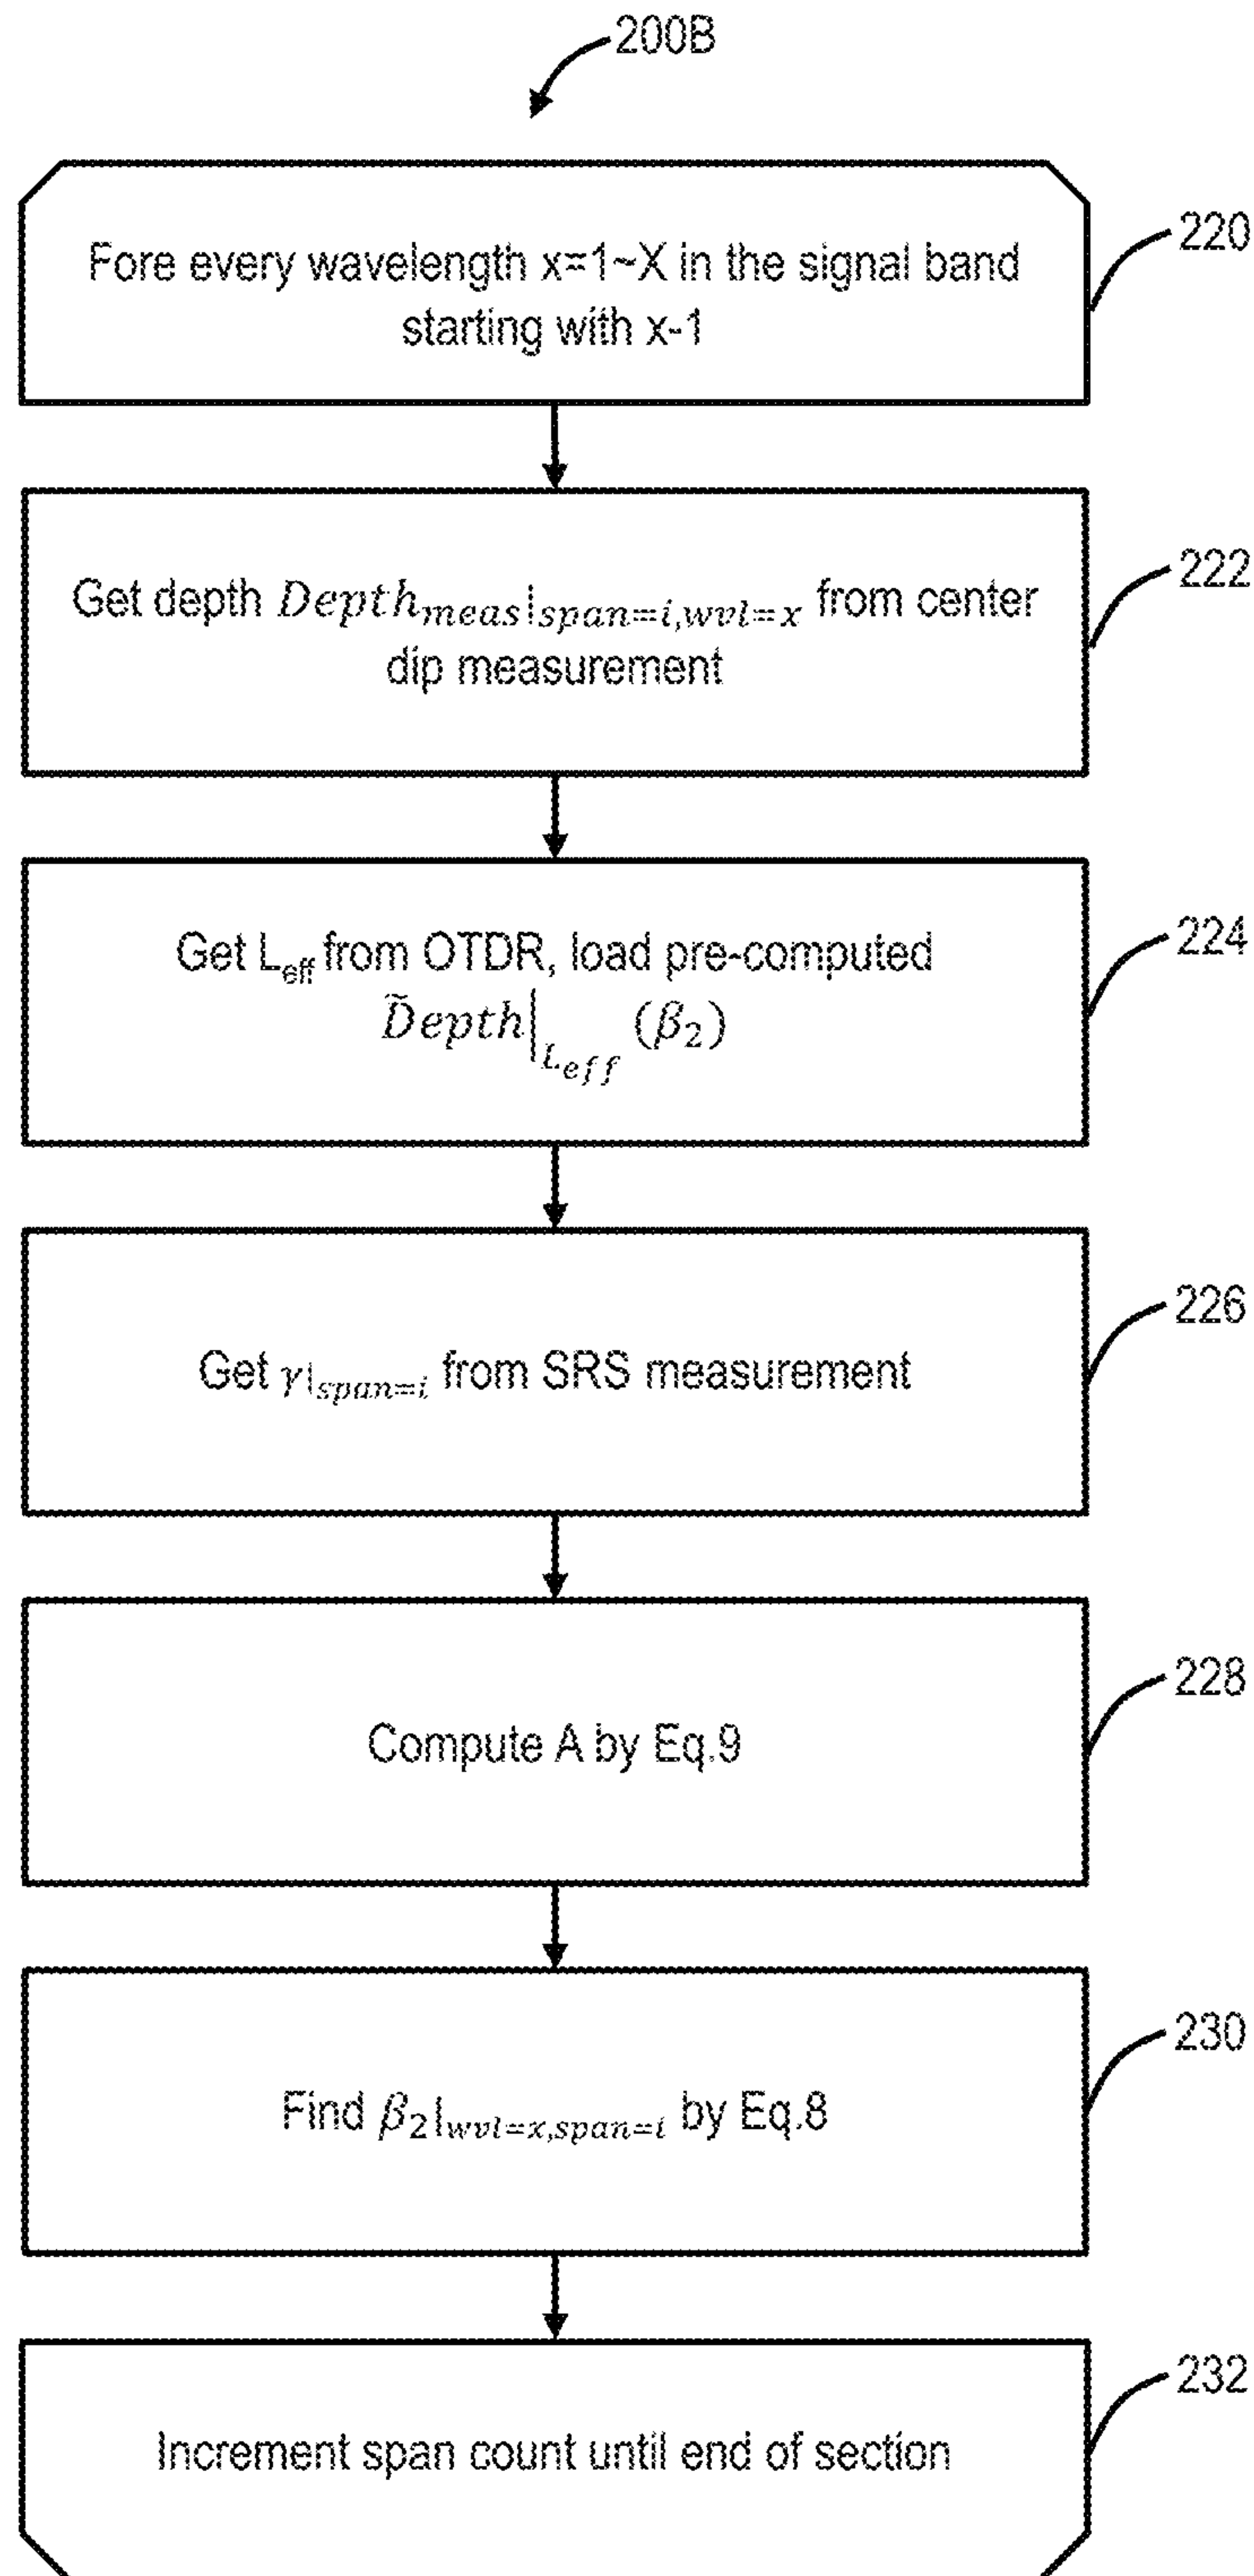 200B
Fore every wavelength x=1~X in the signal band
starting with x-1
220
Get depth Depth_meas|span=i,wvl=x from center
dip measurement
222
Get L_eff from OTDR, load pre-computed
D̃epth|L_eff (β₂)
224
Get γ|span=i from SRS measurement
226
Compute A by Eq.9
228
Find β₂|wvl=x,span=i by Eq.8
230
Increment span count until end of section
232